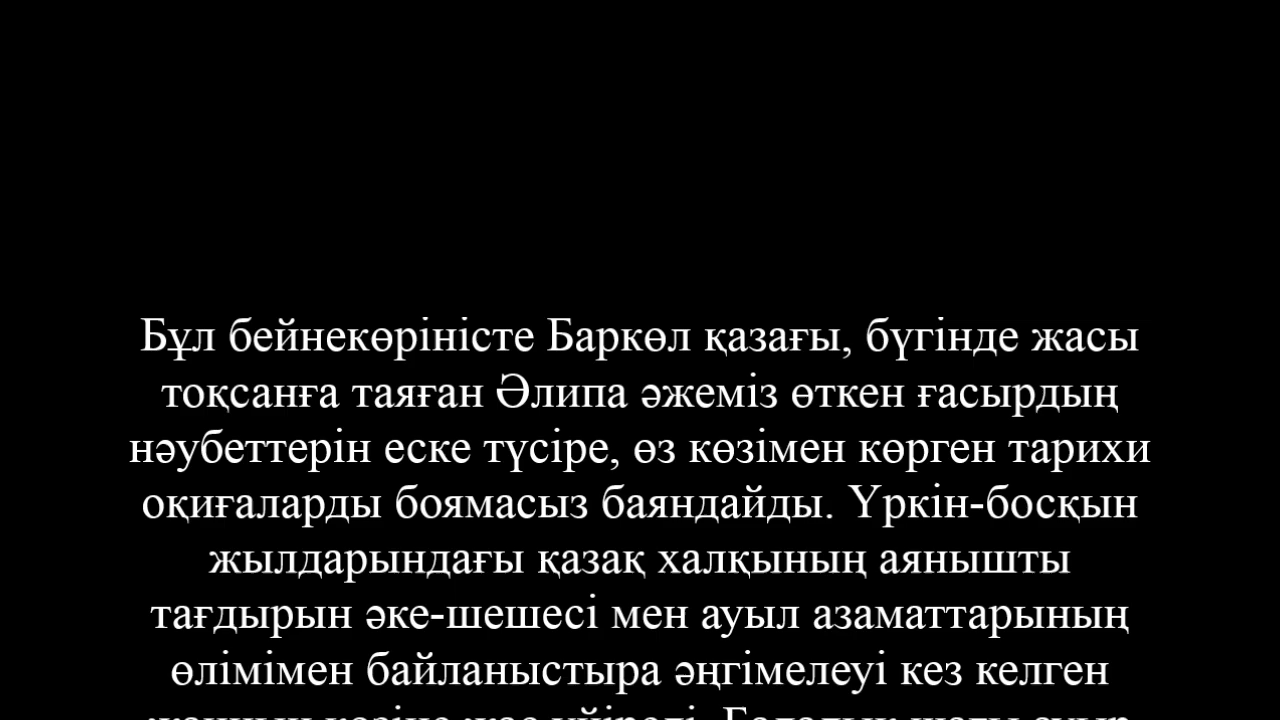 Бұл бейнекөріністе Баркөл қазағы, бүгінде жасы
тоқсанға таяған Әлипа әжеміз өткен ғасырдың
нәубеттерін еске түсіре, өз көзімен көрген тарихи
оқиғаларды боямасыз баяндайды. Үркін-босқын
жылдарындағы қазақ халқының аянышты
тағдырын әке-шешесі мен ауыл азаматтарының
өлімімен байланыстыра әңгімелеуі кез келген